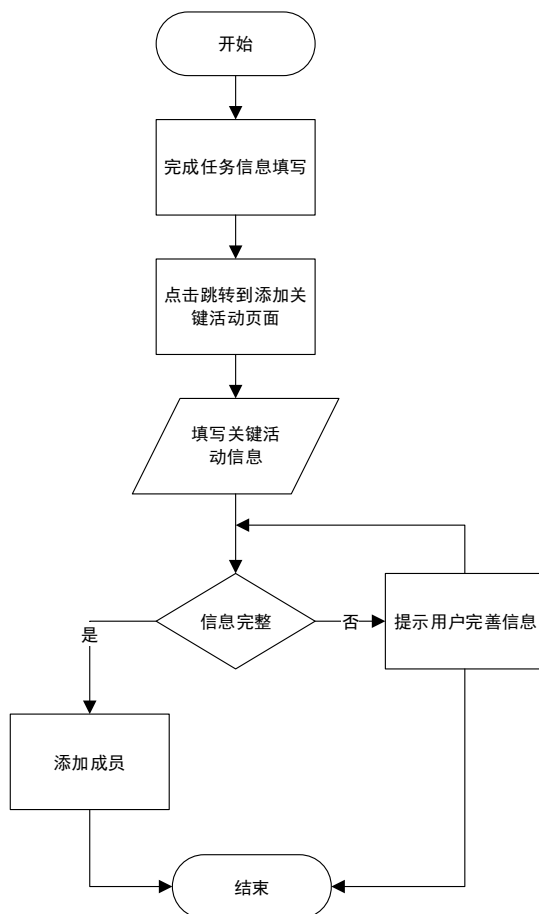 开始
完成任务信息填写
点击跳转到添加关
键活动页面
填写关键活
动信息
信息完整
否
提示用户完善信息
是
添加成员
结束